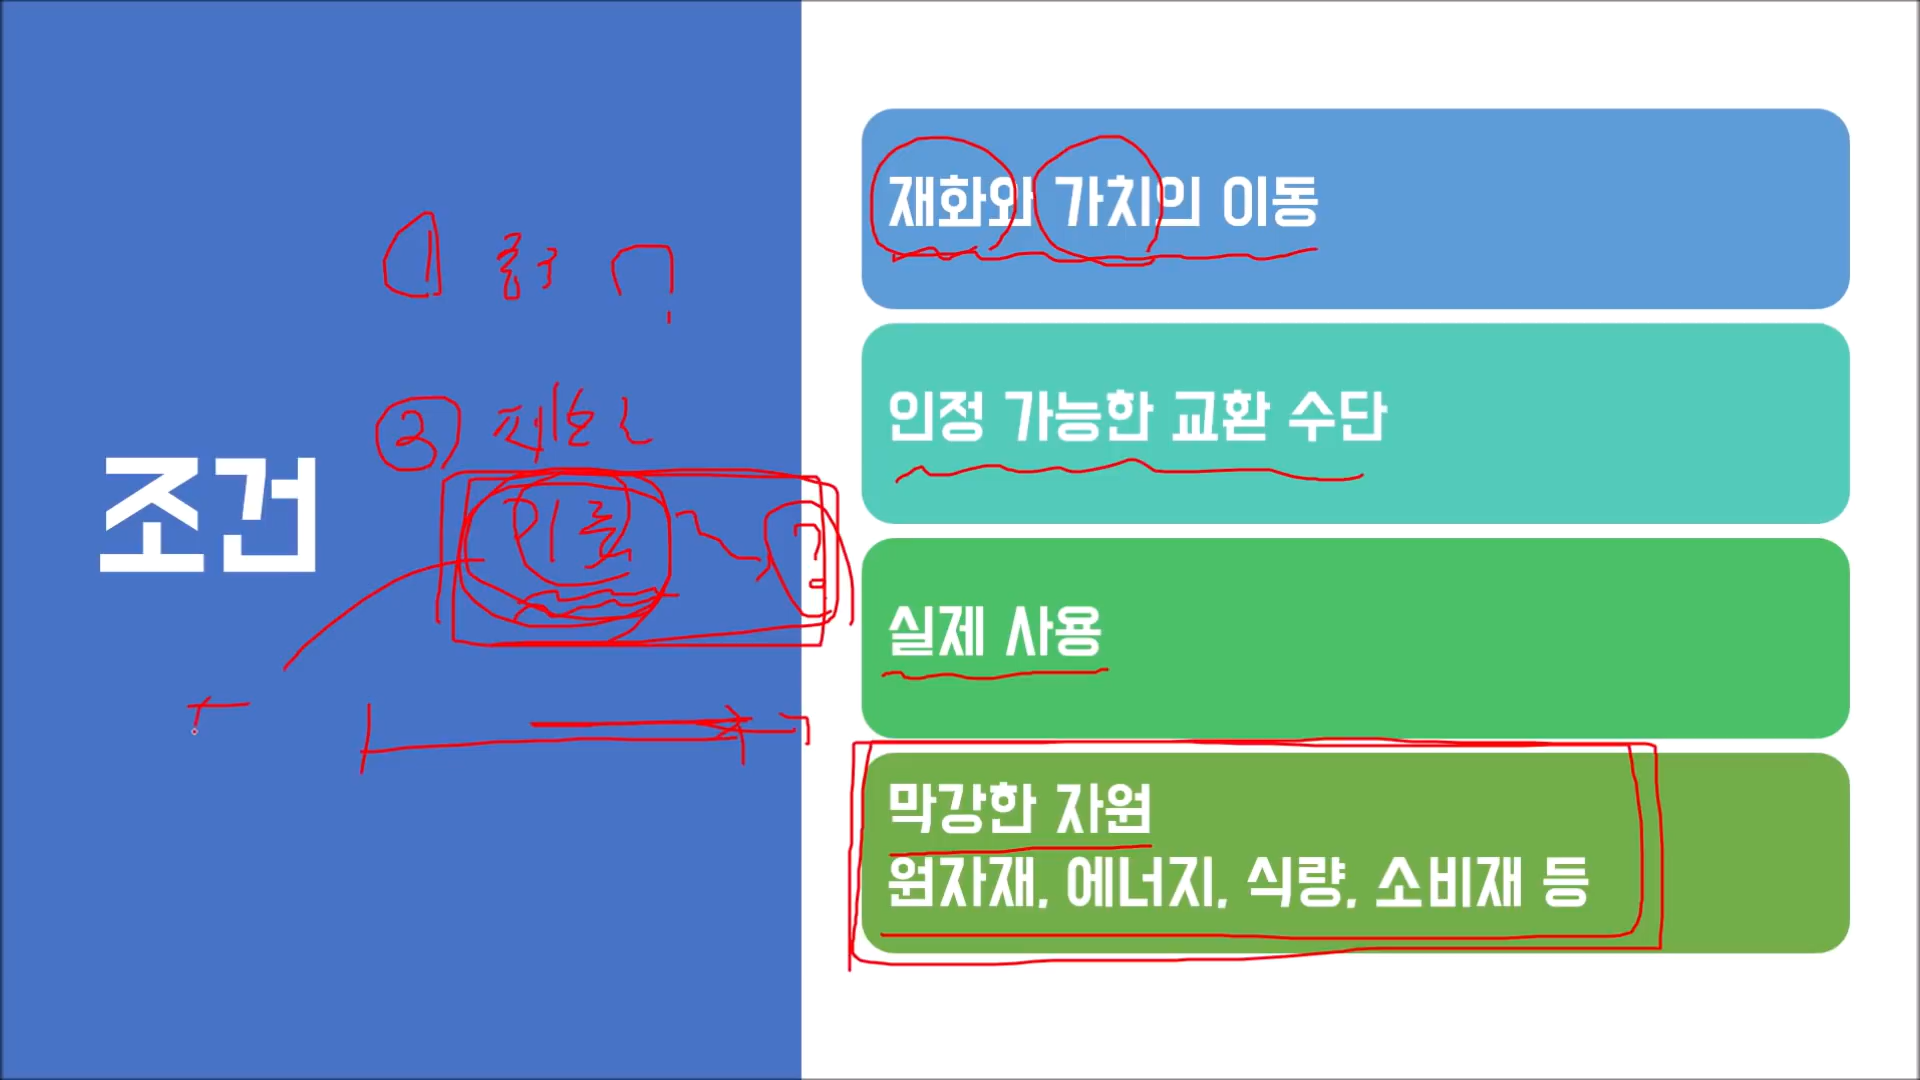 조건
재화와 가치의 이동
인정 가능한 교환 수단
실제 사용
막강한 자원
원자재, 에너지, 식량, 소비재 등
①
②